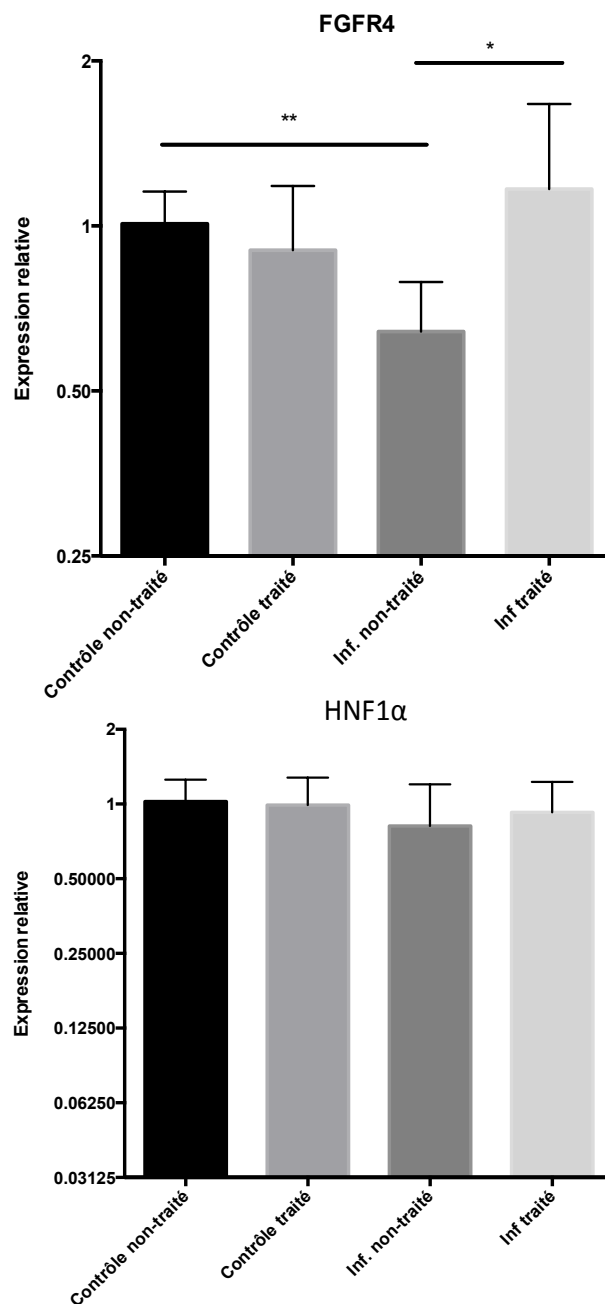 FGFR4
*
**
2
1
0.50
0.25
Expression relative
Contrôle non-traité
Contrôle traité
Inf. non-traité
Inf traité
HNF1α
2
1
0.50000
0.25000
0.12500
0.06250
0.03125
Expression relative
Contrôle non-traité
Contrôle traité
Inf. non-traité
Inf traité